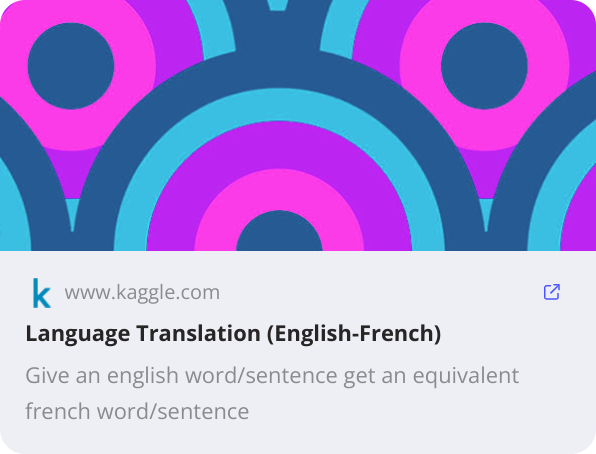 k www.kaggle.com
Language Translation (English-French)
Give an english word/sentence get an equivalent
french word/sentence